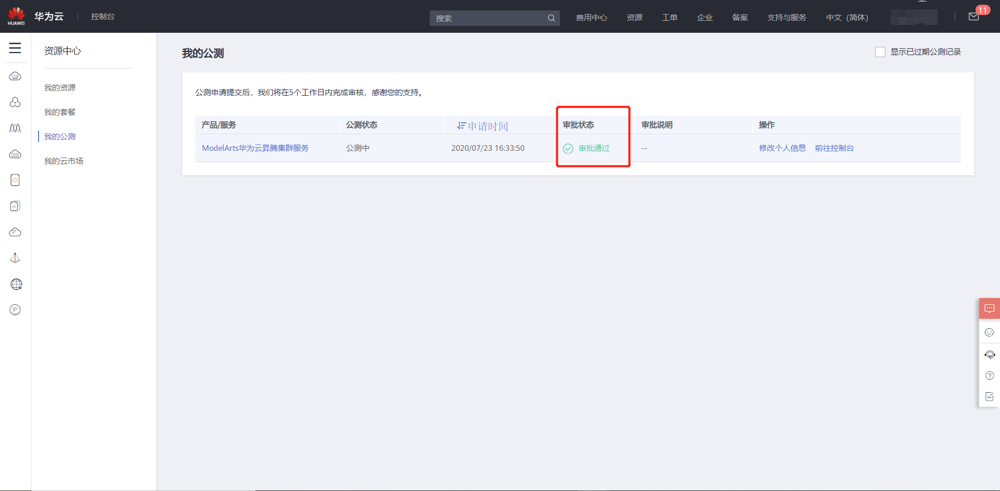 HUAWEI 华为云 控制台 搜索 费用中心 资源 工单 企业 备案 支持与服务 中文（简体） 11
资源中心
我的资源
我的套餐
我的公测
我的云市场
IP
我的公测 显示已过期公测记录
公测申请提交后，我们将在5个工作日内完成审核，感谢您的支持。
产品/服务 公测状态 申请时间 审批状态 审批说明 操作
ModelArts华为云昇腾集群服务 公测中 2020/07/23 16:33:50 审批通过 -- 修改个人信息 前往控制台